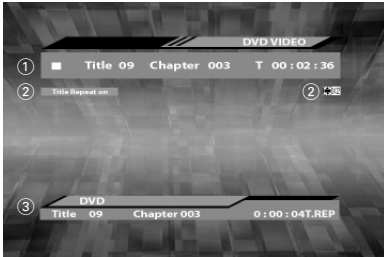 DVD VIDEO
① Title 09 Chapter 003 T 00 : 02 : 36
② Title Repeat on ②
DVD
③ Title 09 Chapter 003 0 : 00 : 04T.REP